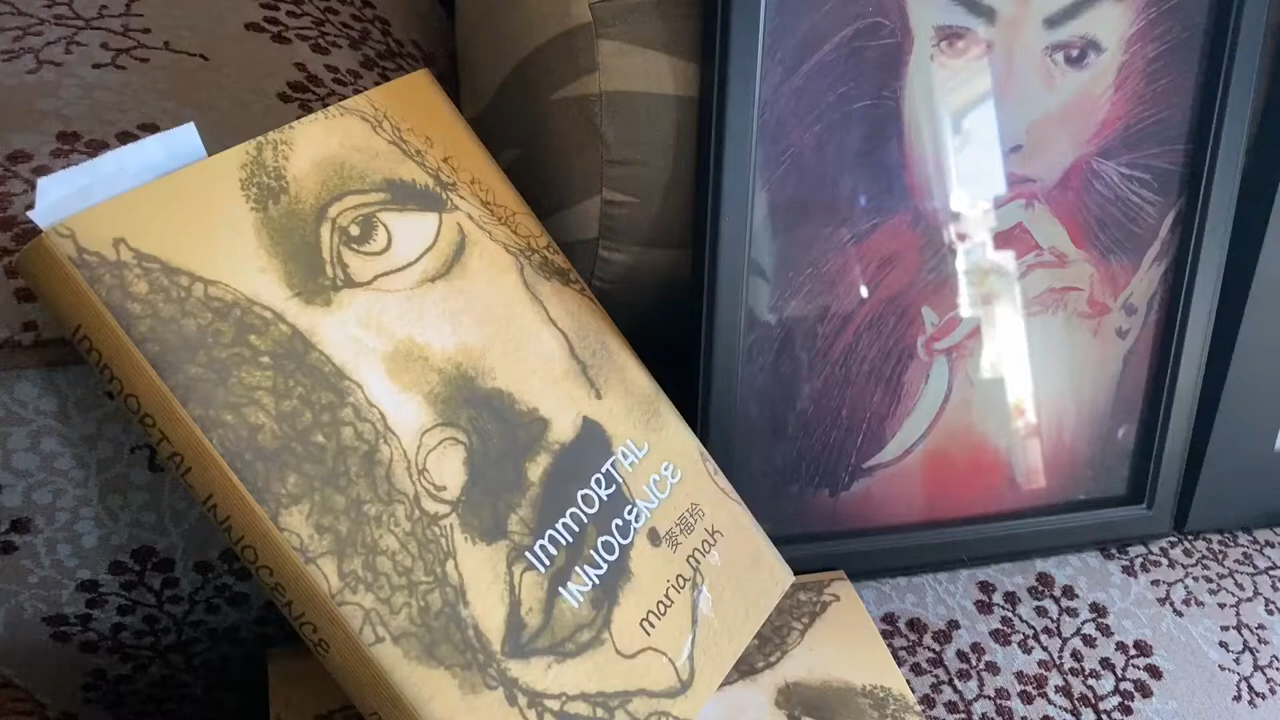 IMMORTAL INNOCENCE
IMMORTAL
INNOCENCE
麥福玲
maria mak